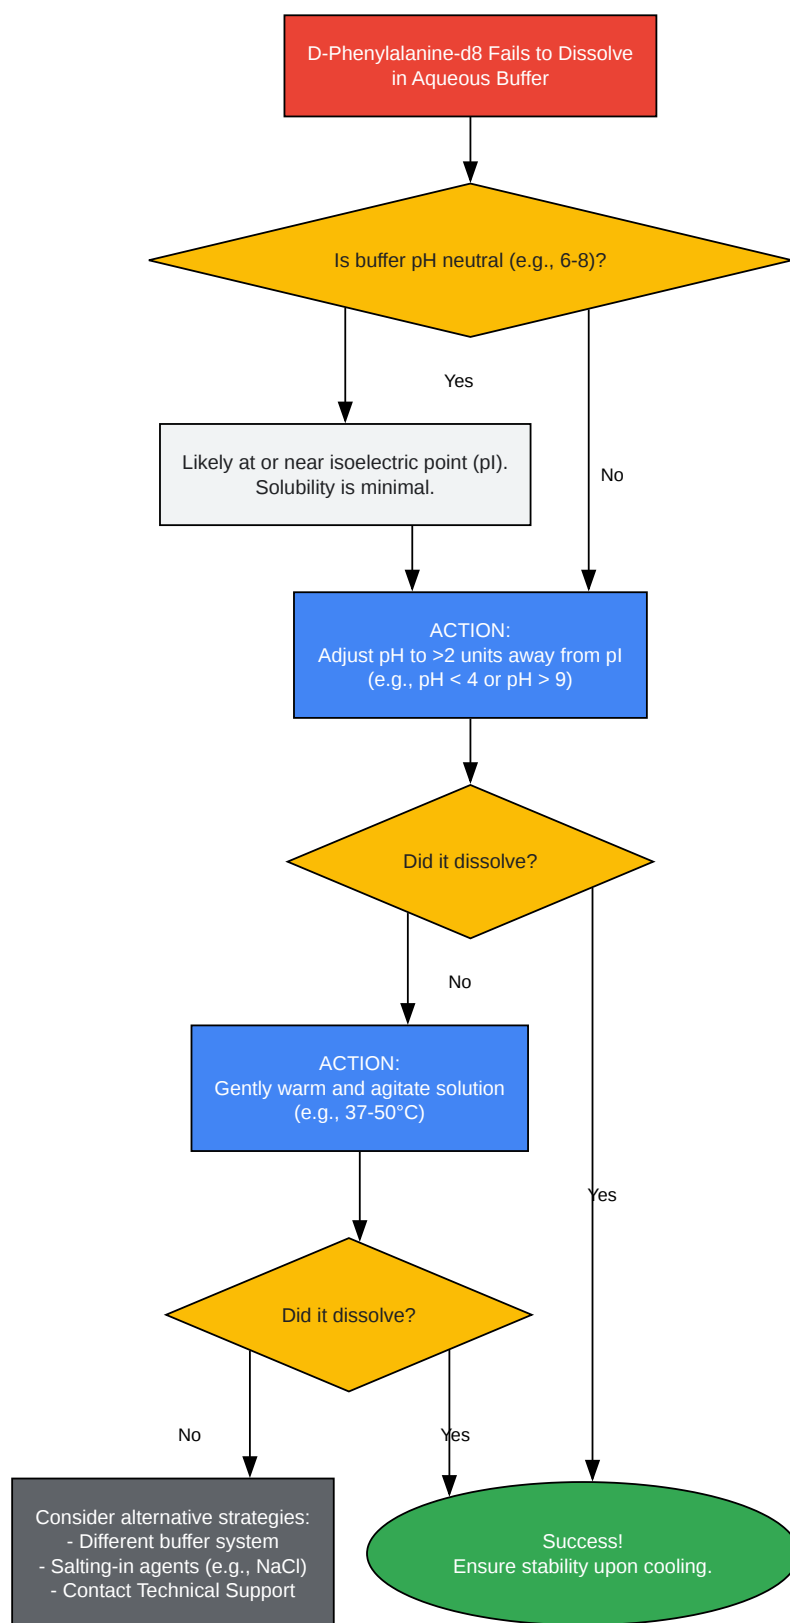 D-Phenylalanine-d8 Fails to Dissolve
in Aqueous Buffer
Is buffer pH neutral (e.g., 6-8)?
Yes
Likely at or near isoelectric point (pI).
Solubility is minimal.
No
ACTION:
Adjust pH to >2 units away from pI
(e.g., pH < 4 or pH > 9)
Did it dissolve?
No
ACTION:
Gently warm and agitate solution
(e.g., 37-50°C)
Yes
Did it dissolve?
No
Yes
Consider alternative strategies:
- Different buffer system
- Salting-in agents (e.g., NaCl)
- Contact Technical Support
Success!
Ensure stability upon cooling.